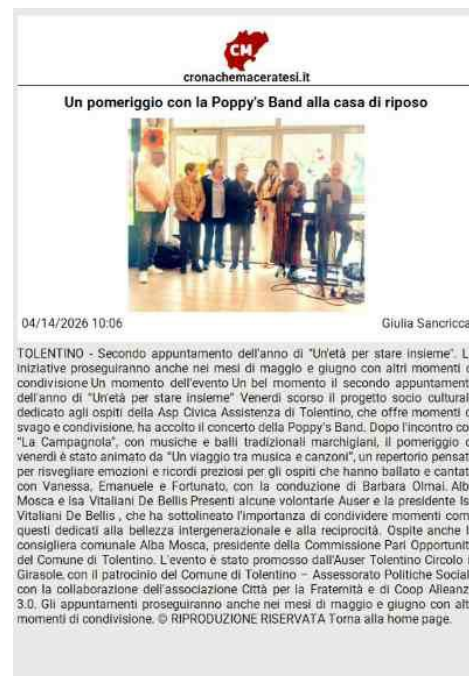 CM
cronachemaceratesi.it
Un pomeriggio con la Poppy's Band alla casa di riposo
04/14/2026 10:06
Giulia Sancricca
TOLENTINO - Secondo appuntamento dell'anno di "Un'età per stare insieme". L
iniziative proseguiranno anche nei mesi di maggio e giugno con altri momenti d
condivisione Un momento dell'evento Un bel momento il secondo appuntament
dell'anno di "Un'età per stare insieme" Venerdì scorso il progetto socio cultural
dedicato agli ospiti della Asp Civica Assistenza di Tolentino, che offre momenti d
svago e condivisione, ha accolto il concerto della Poppy's Band. Dopo l'incontro co
"La Campagnola", con musiche e balli tradizionali marchigiani, il pomeriggio d
venerdì è stato animato da "Un viaggio tra musica e canzoni", un repertorio pensat
per risvegliare emozioni e ricordi preziosi per gli ospiti che hanno ballato e cantat
con Vanessa, Emanuele e Fortunato, con la conduzione di Barbara Olmai. Alb
Mosca e Isa Vitaliani De Bellis Presenti alcune volontarie Auser e la presidente Is
Vitaliani De Bellis , che ha sottolineato l'importanza di condividere momenti com
questi dedicati alla bellezza intergenerazionale e alla reciprocità. Ospite anche l
consigliera comunale Alba Mosca, presidente della Commissione Pari Opportunit
del Comune di Tolentino. L'evento è stato promosso dall'Auser Tolentino Circolo i
Girasole, con il patrocinio del Comune di Tolentino – Assessorato Politiche Social
con la collaborazione dell'associazione Città per la Fraternità e di Coop Alleanz
3.0. Gli appuntamenti proseguiranno anche nei mesi di maggio e giugno con alt
momenti di condivisione. © RIPRODUZIONE RISERVATA Torna alla home page.